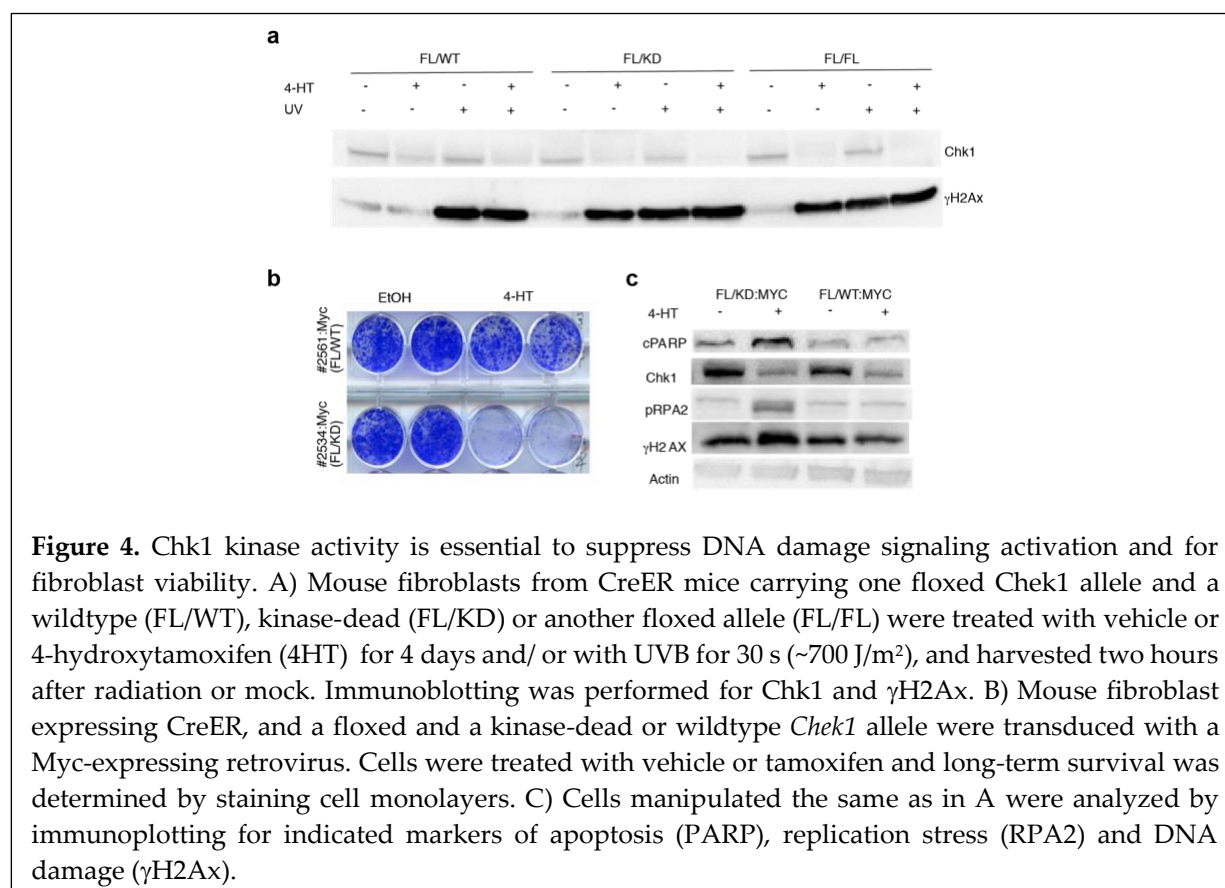 a
FL/WT FL/KD FL/FL
4-HT - + - + - + - + - + - +
UV - - + + - - + + - - + +
Chk1
γH2Ax
b
EtOH 4-HT
#2561:Myc
(FL/WT)
#2534:Myc
(FL/KD)
c
FL/KD:MYC FL/WT:MYC
4-HT - + - +
cPARP
Chk1
pRPA2
γH2AX
Actin
Figure 4. Chk1 kinase activity is essential to suppress DNA damage signaling activation and for
fibroblast viability. A) Mouse fibroblasts from CreER mice carrying one floxed Chek1 allele and a
wildtype (FL/WT), kinase-dead (FL/KD) or another floxed allele (FL/FL) were treated with vehicle or
4-hydroxytamoxifen (4HT) for 4 days and/ or with UVB for 30 s (~700 J/m²), and harvested two hours
after radiation or mock. Immunoblotting was performed for Chk1 and γH2Ax. B) Mouse fibroblast
expressing CreER, and a floxed and a kinase-dead or wildtype Chek1 allele were transduced with a
Myc-expressing retrovirus. Cells were treated with vehicle or tamoxifen and long-term survival was
determined by staining cell monolayers. C) Cells manipulated the same as in A were analyzed by
immunoplotting for indicated markers of apoptosis (PARP), replication stress (RPA2) and DNA
damage (γH2Ax).